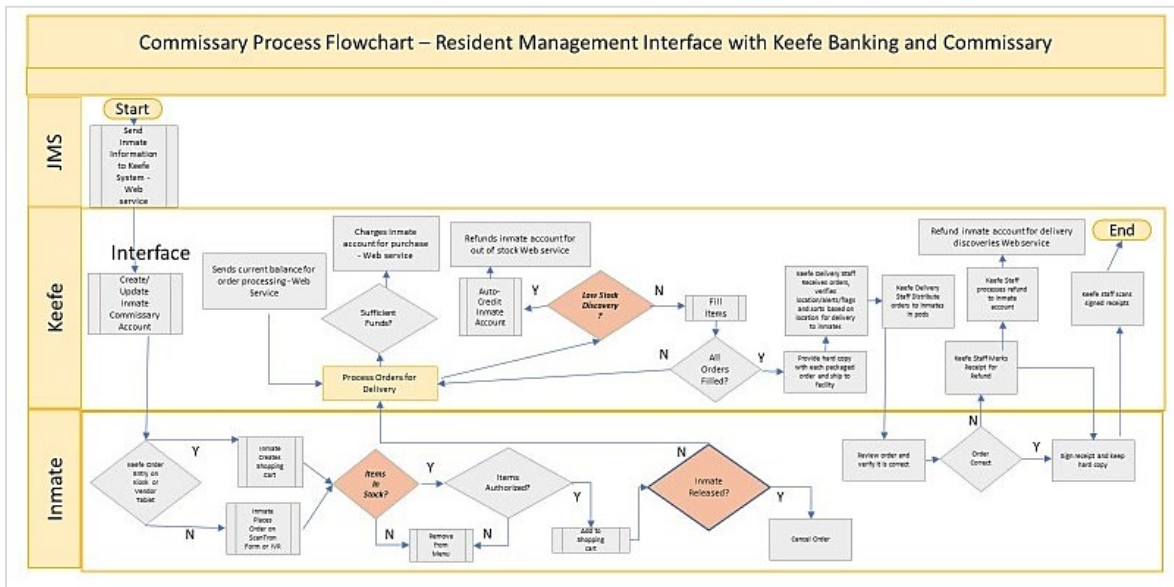 Commissary Process Flowchart – Resident Management Interface with Keefe Banking and Commissary
JMS
Start
Send
Inmate
Information
to Keefe
System -
Web
service
Keefe
Interface
Create/
Update
Inmate
Commissary
Account
Sends current balance for
order processing - Web
Service
Charges Inmate
account for purchase
- Web service
Sufficient
Funds?
Process Orders for
Delivery
Refunds inmate account for
out of stock Web service
Auto-
Credit
Inmate
Account
Y
Low Stock
Discovery
?
N
Fill
Items
N
All
Orders
Filled?
Y
Keefe Delivery staff
receives orders,
verifies
location/alerts/flags
and sorts based on
location for delivery
to inmates
Provide hard copy
with each packaged
order and ship to
facility
Keefe Delivery
Staff Distribute
orders to inmates
in pods
Refund inmate account for delivery
discoveries Web service
Keefe Staff
processes refund
to inmate
account
Keefe Staff Marks
Receipt for
Refund
End
Keefe staff scans
signed receipts
Inmate
Keefe Order
Entry on
Kiosk or
Vendor
Tablet
Y
Inmate
Creates
Shopping
cart
N
Inmate
Places
Order on
ScanTron
Form or IVR
Items
In
Stock?
Y
N
Items
Authorized?
N
Y
Remove
from
Menu
Add to
Shopping
cart
N
Inmate
Released?
Y
Cancel Order
Review order and
verify it is correct
N
Order
Correct
Y
Sign receipt and keep
hard copy